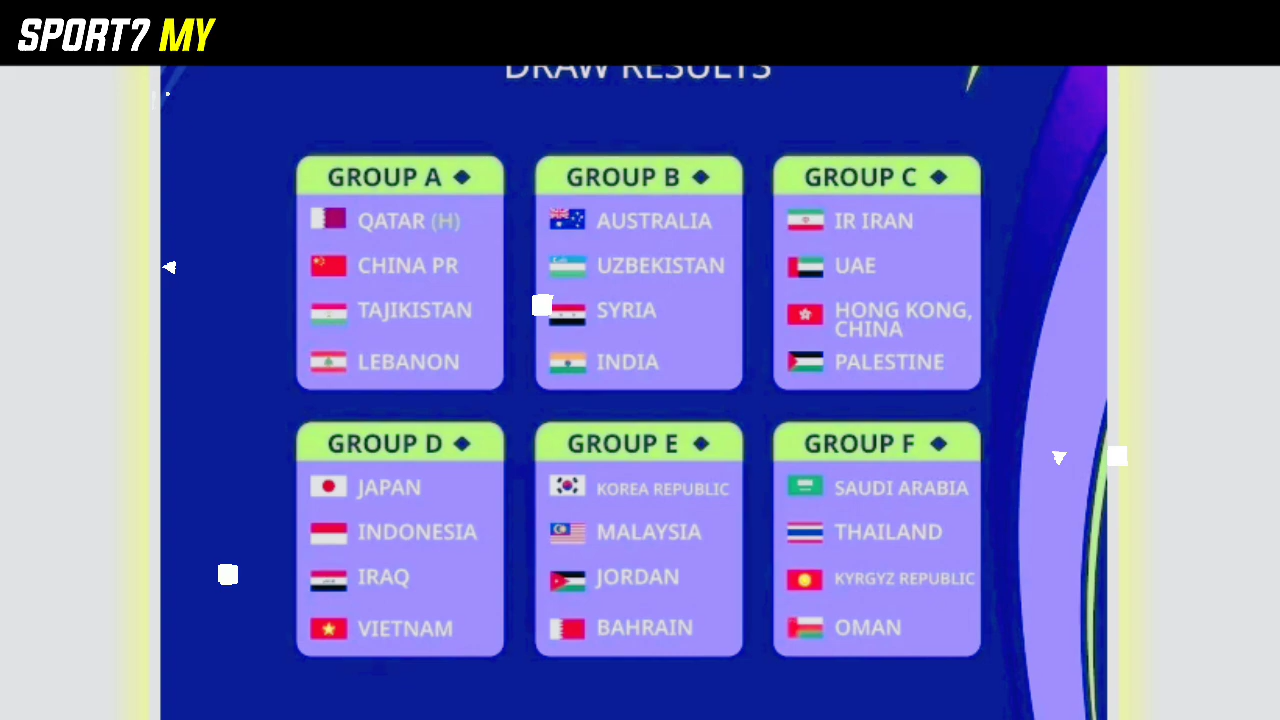 SPORT7 MY
DRAW RESULTS
GROUP A
QATAR (H)
CHINA PR
TAJIKISTAN
LEBANON
GROUP B
AUSTRALIA
UZBEKISTAN
SYRIA
INDIA
GROUP C
IR IRAN
UAE
HONG KONG,
CHINA
PALESTINE
GROUP D
JAPAN
INDONESIA
IRAQ
VIETNAM
GROUP E
KOREA REPUBLIC
MALAYSIA
JORDAN
BAHRAIN
GROUP F
SAUDI ARABIA
THAILAND
KYRGYZ REPUBLIC
OMAN